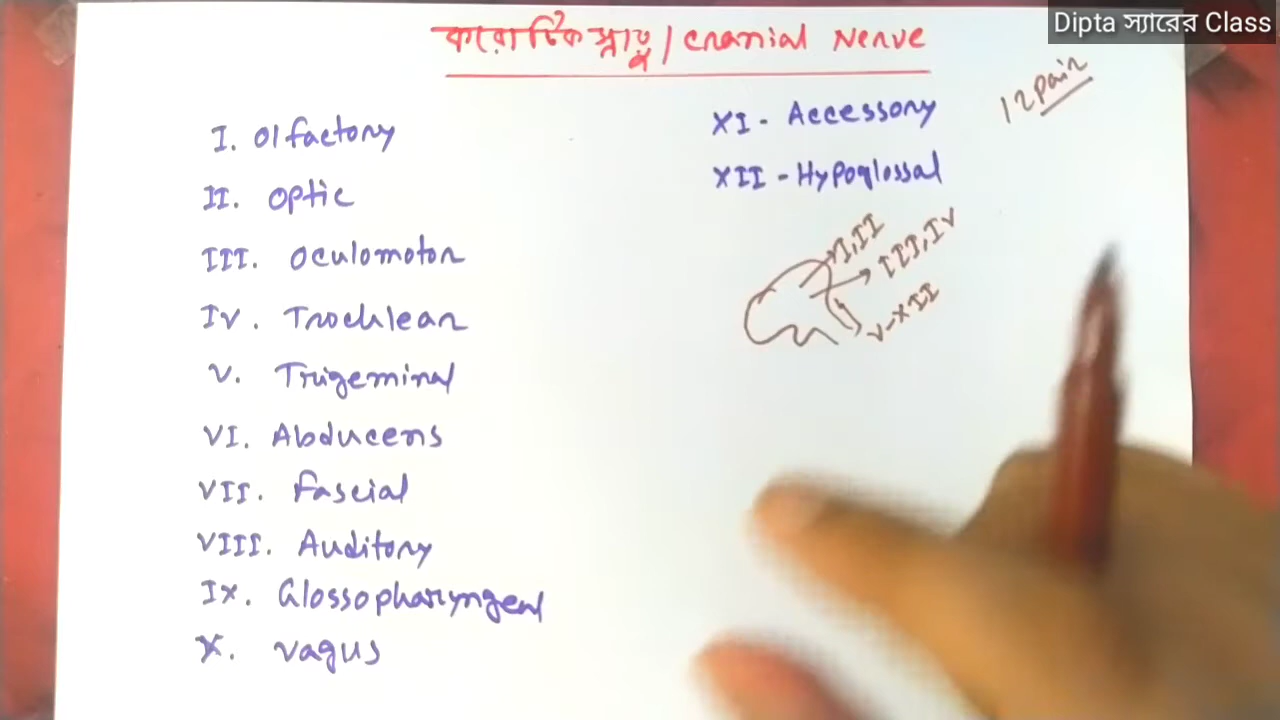 Dipta স্যারের Class
করোটিক স্নায়ু / Cranial Nerve
12 pair
I. Olfactory
II. Optic
III. Oculomotor
IV. Trochlear
V. Trigeminal
VI. Abducens
VII. Fascial
VIII. Auditory
IX. Glossopharyngeal
X. Vagus
XI - Accessory
XII - Hypoglossal
I, II
III, IV
V-XII